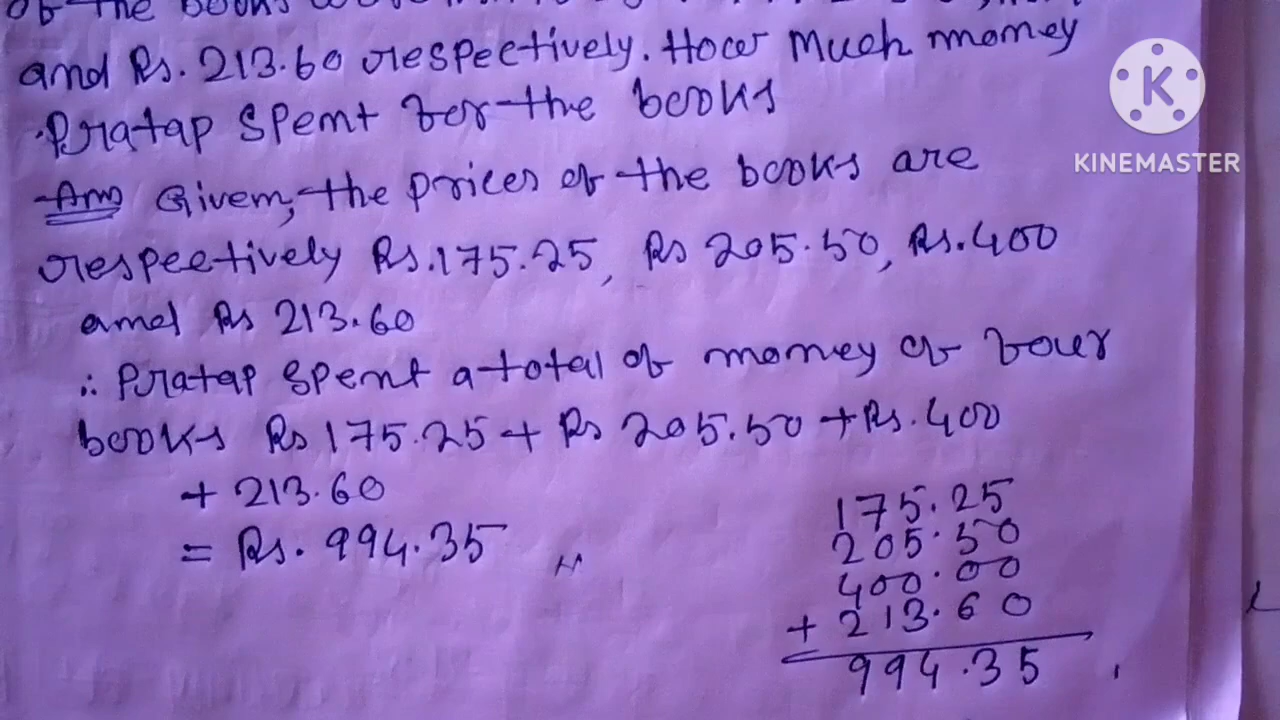 of the books
and Rs. 213.60 respectively. How Much money
Pratap spent for the books
Ans Given, the prices of the books are
respectively Rs.175.25, Rs 205.50, Rs.400
and Rs 213.60
∴ Pratap spent a total of money of four
books Rs 175.25 + Rs 205.50 + Rs.400
+ 213.60
= Rs. 994.35
175.25
205.50
400.00
+ 213.60
994.35
K
KINEMASTER